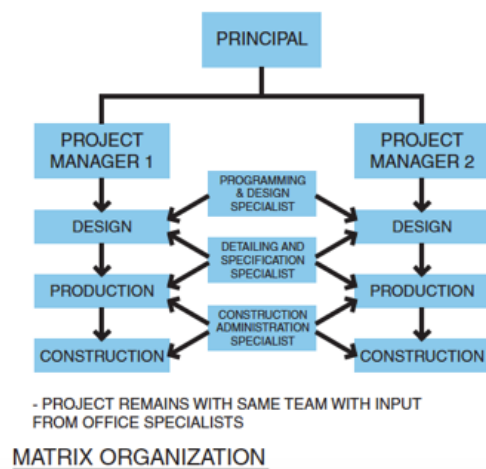 PRINCIPAL
PROJECT
MANAGER 1
PROJECT
MANAGER 2
PROGRAMMING
& DESIGN
SPECIALIST
DESIGN
DESIGN
DETAILING AND
SPECIFICATION
SPECIALIST
PRODUCTION
PRODUCTION
CONSTRUCTION
ADMINISTRATION
SPECIALIST
CONSTRUCTION
CONSTRUCTION
- PROJECT REMAINS WITH SAME TEAM WITH INPUT
FROM OFFICE SPECIALISTS
MATRIX ORGANIZATION